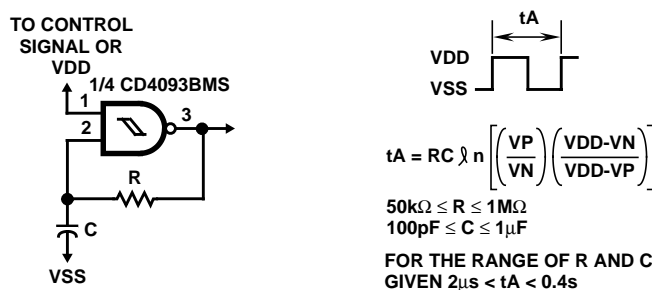 TO CONTROL
SIGNAL OR
VDD
1/4 CD4093BMS
1
2
3
R
C
VSS
tA
VDD
VSS
tA = RC ℓn [(VP/VN) (VDD-VN/VDD-VP)]
50kΩ ≤ R ≤ 1MΩ
100pF ≤ C ≤ 1µF
FOR THE RANGE OF R AND C
GIVEN 2µs < tA < 0.4s